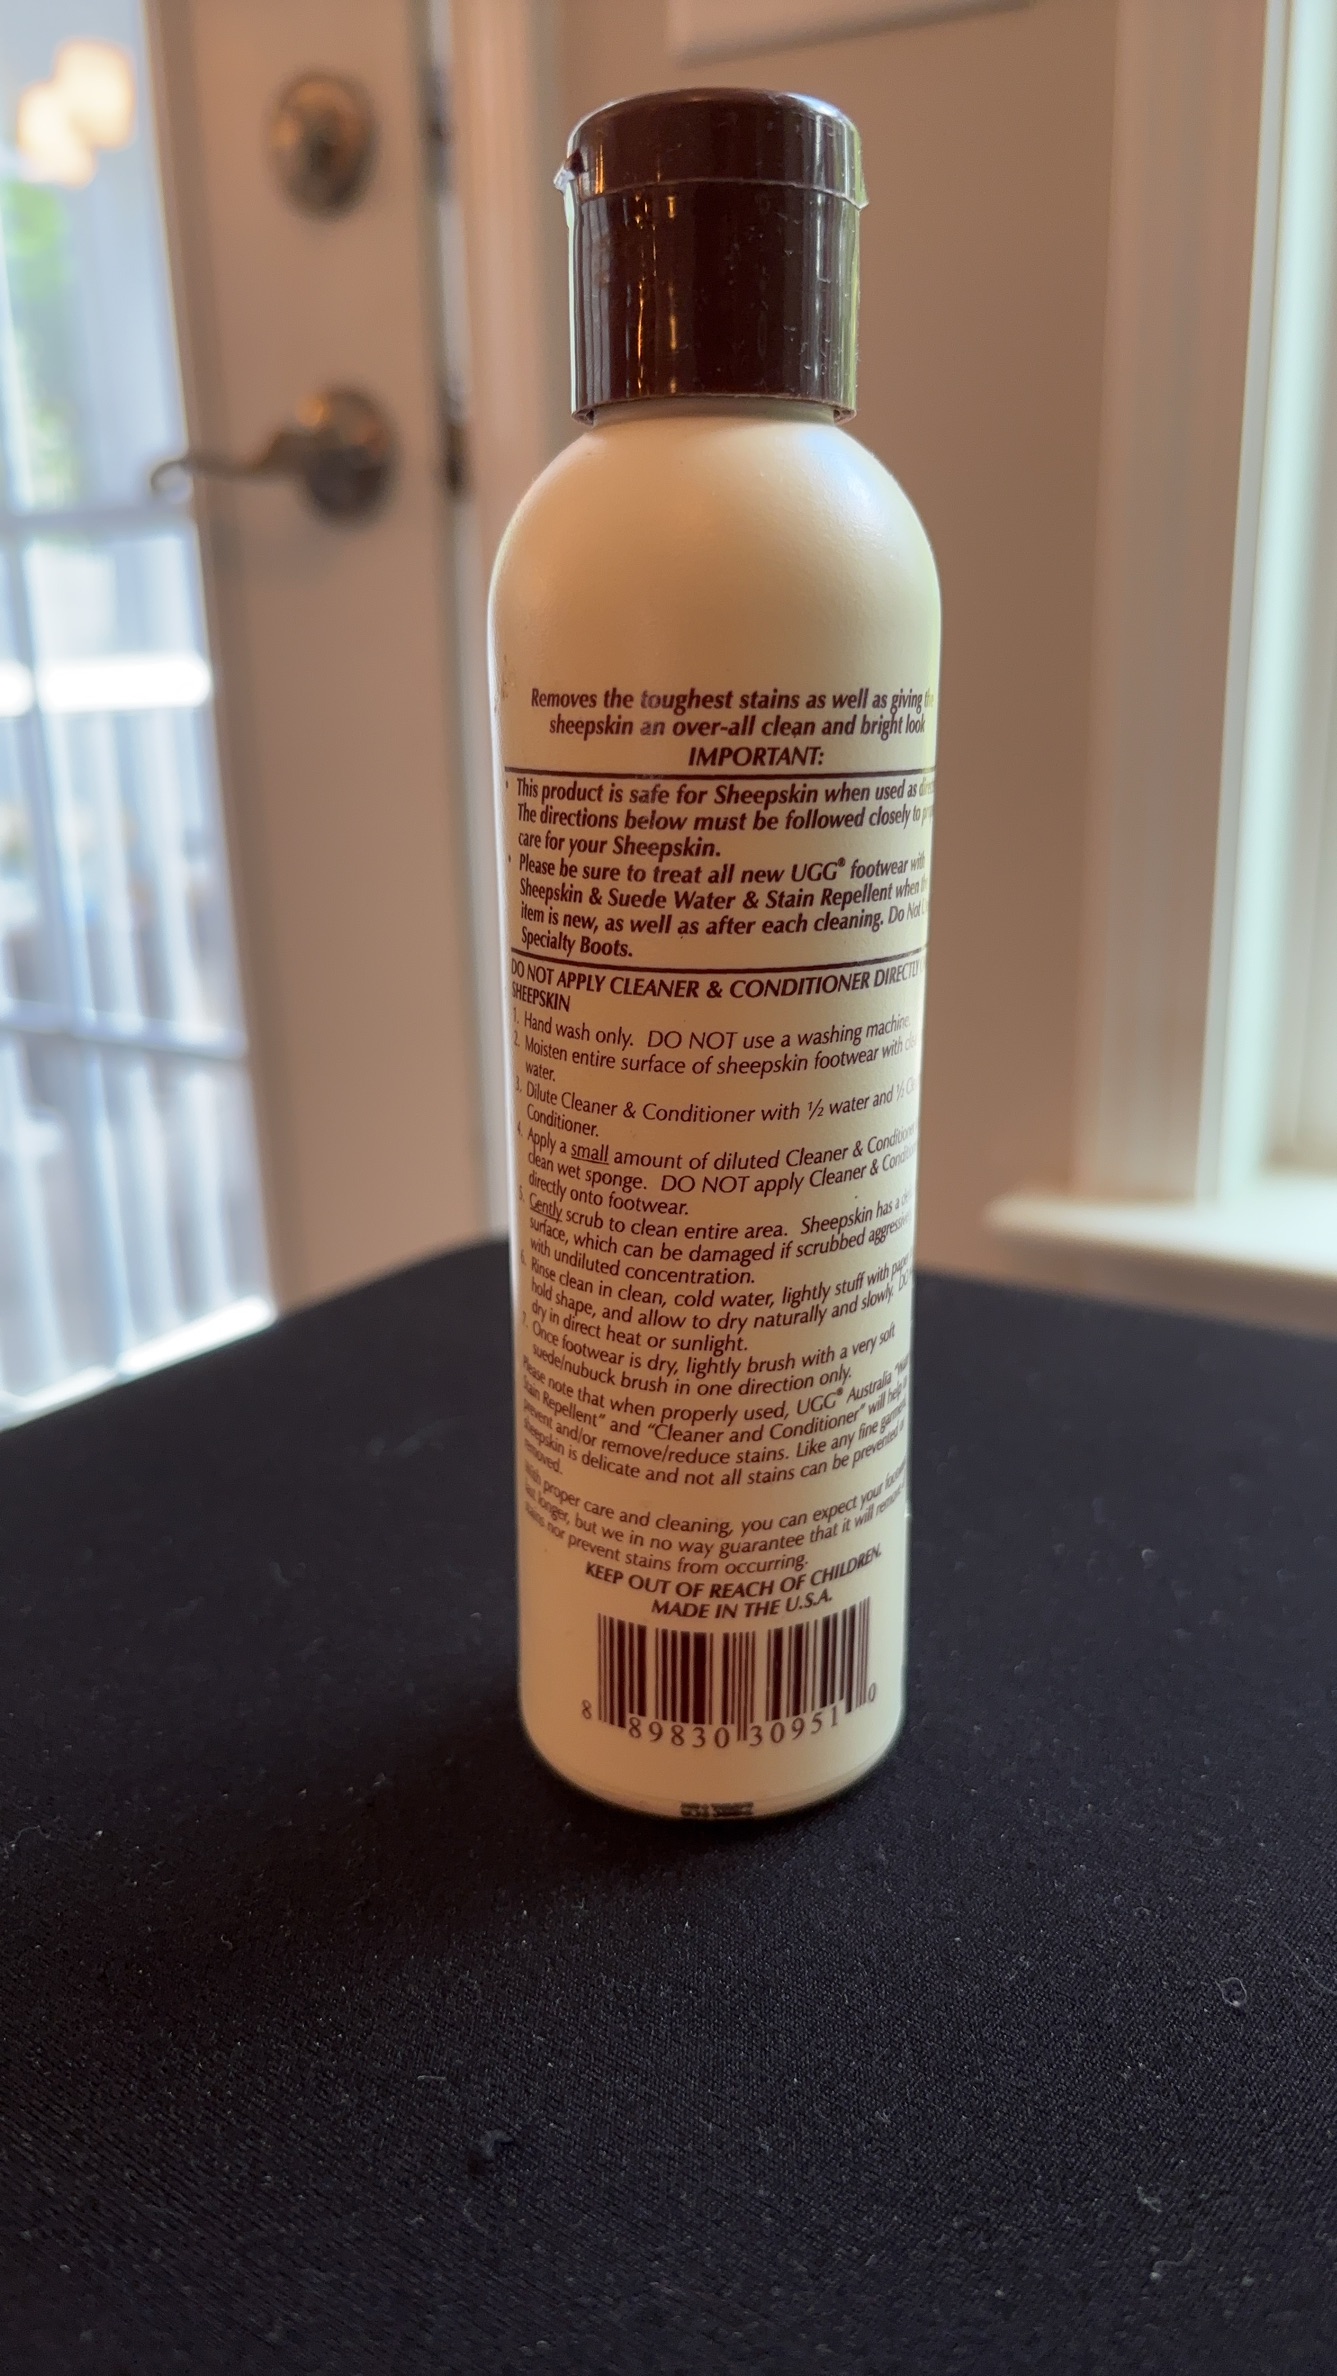 Removes the toughest stains as well as giving the
sheepskin an over-all clean and bright look
IMPORTANT:
• This product is safe for Sheepskin when used as
The directions below must be followed closely to
care for your Sheepskin.
• Please be sure to treat all new UGG® footwear with
Sheepskin & Suede Water & Stain Repellent when
item is new, as well as after each cleaning. Do Not
Specialty Boots.
DO NOT APPLY CLEANER & CONDITIONER DIRECTLY
SHEEPSKIN
1. Hand wash only. DO NOT use a washing machine.
2. Moisten entire surface of sheepskin footwear with
water.
3. Dilute Cleaner & Conditioner with ½ water and ½
Conditioner.
4. Apply a small amount of diluted Cleaner & Conditioner
clean wet sponge. DO NOT apply Cleaner &
directly onto footwear.
5. Gently scrub to clean entire area. Sheepskin has a
surface, which can be damaged if scrubbed
with undiluted concentration.
6. Rinse clean in clean, cold water, lightly stuff with paper
hold shape, and allow to dry naturally and slowly.
dry in direct heat or sunlight.
7. Once footwear is dry, lightly brush with a very soft
suede/nubuck brush in one direction only.
Please note that when properly used, UGG® Australia
Stain Repellent" and "Cleaner and Conditioner" will help
prevent and/or remove/reduce stains. Like any fine
sheepskin is delicate and not all stains can be prevented
removed.
With proper care and cleaning, you can expect your
last longer, but we in no way guarantee that it will
stains nor prevent stains from occurring.
KEEP OUT OF REACH OF CHILDREN.
MADE IN THE U.S.A.
8 89830 30951 0